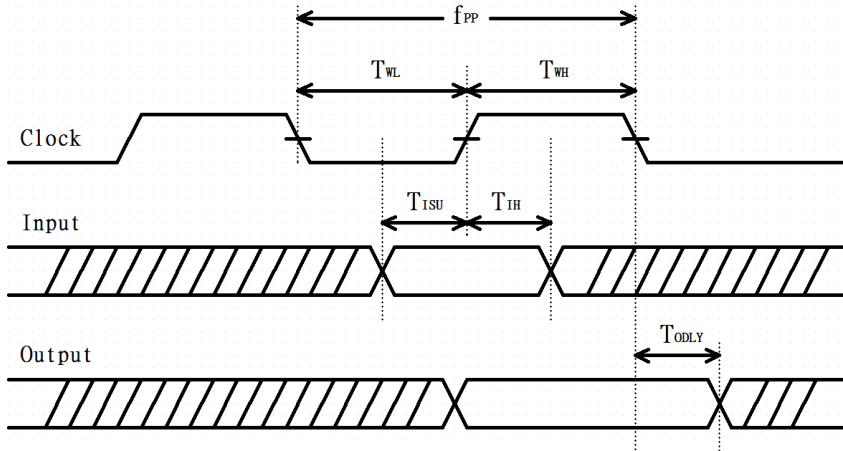 fPP
TWL TWH
Clock
TISU TIH
Input
TODLY
Output